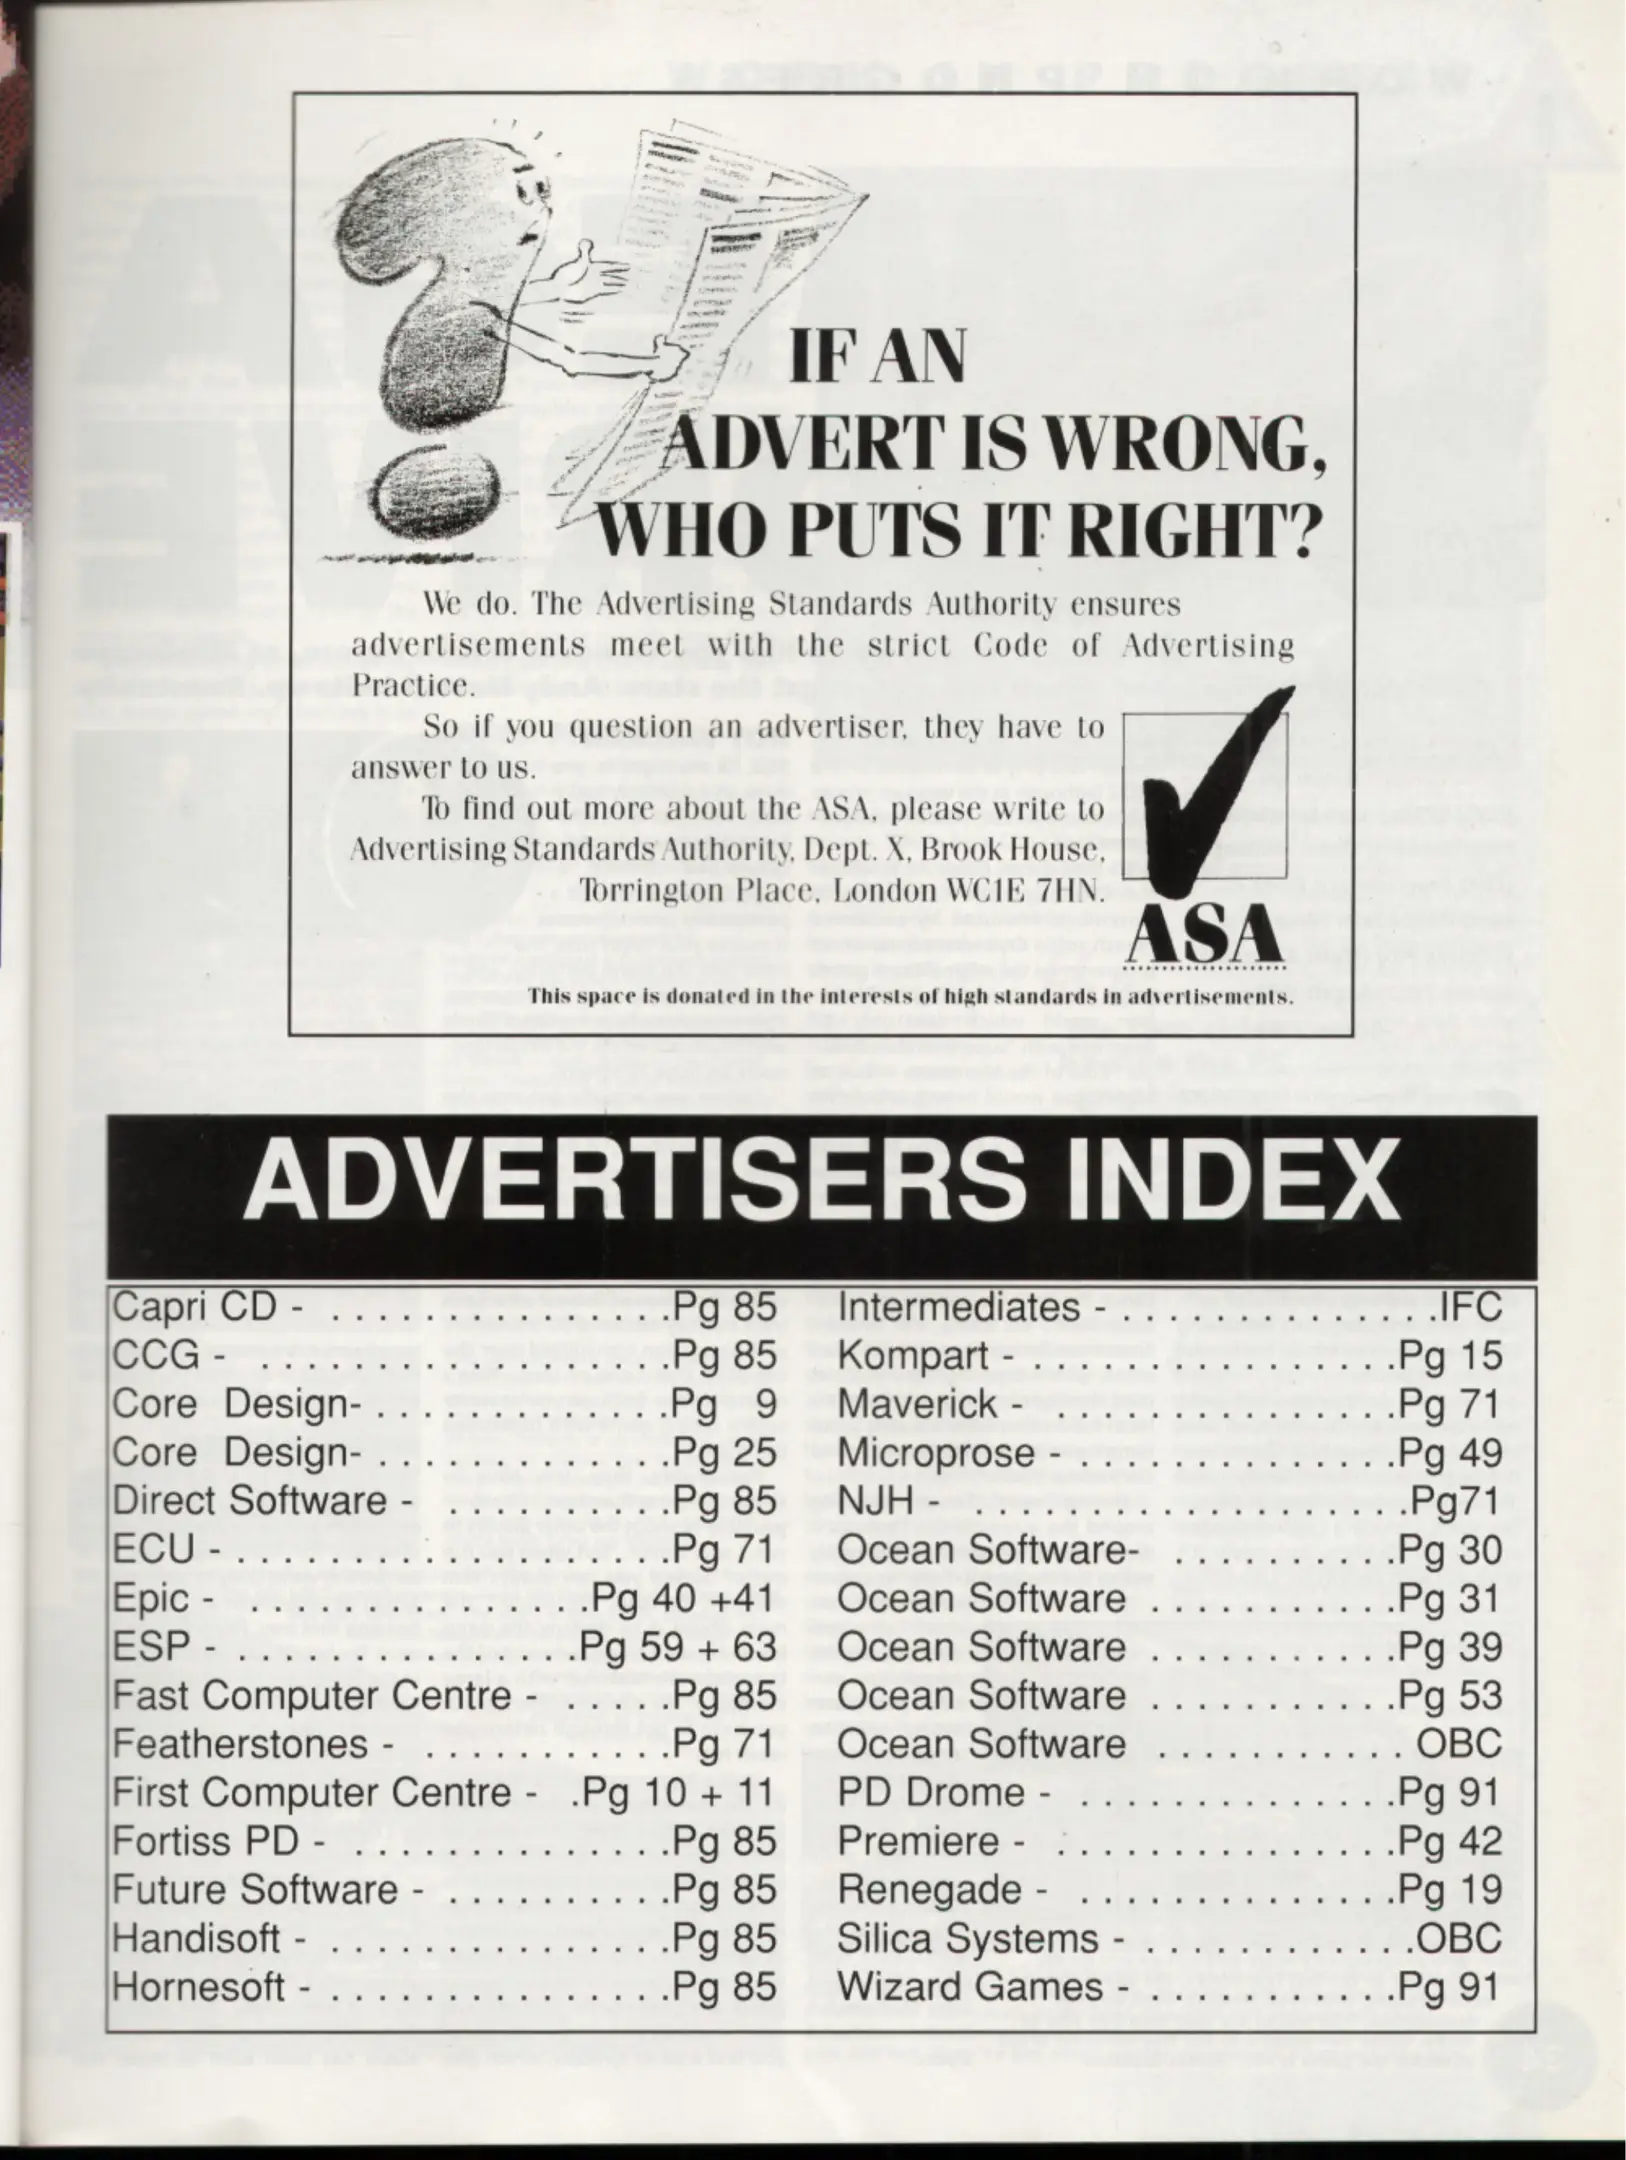 IF AN
ADVERT IS WRONG,
WHO PUTS IT RIGHT?
We do. The Advertising Standards Authority ensures
advertisements meet with the strict Code of Advertising
Practice.
So if you question an advertiser, they have to
answer to us.
To find out more about the ASA, please write to
Advertising Standards Authority, Dept. X, Brook House,
Torrington Place, London WC1E 7HN.
ASA
This space is donated in the interests of high standards in advertisements.
ADVERTISERS INDEX
Capri CD - . . . . . . . . . . . . . . .Pg 85
CCG - . . . . . . . . . . . . . . . . . .Pg 85
Core Design- . . . . . . . . . . . . .Pg 9
Core Design- . . . . . . . . . . . . .Pg 25
Direct Software - . . . . . . . . . .Pg 85
ECU - . . . . . . . . . . . . . . . . . . .Pg 71
Epic - . . . . . . . . . . . . . . .Pg 40 +41
ESP - . . . . . . . . . . . . . . .Pg 59 + 63
Fast Computer Centre - . . . . .Pg 85
Featherstones - . . . . . . . . . . .Pg 71
First Computer Centre - .Pg 10 + 11
Fortiss PD - . . . . . . . . . . . . . .Pg 85
Future Software - . . . . . . . . . .Pg 85
Handisoft - . . . . . . . . . . . . . . .Pg 85
Hornesoft - . . . . . . . . . . . . . . .Pg 85
Intermediates - . . . . . . . . . . . . . .IFC
Kompart - . . . . . . . . . . . . . . . .Pg 15
Maverick - . . . . . . . . . . . . . . .Pg 71
Microprose - . . . . . . . . . . . . . .Pg 49
NJH - . . . . . . . . . . . . . . . . . . .Pg71
Ocean Software- . . . . . . . . . .Pg 30
Ocean Software . . . . . . . . . . .Pg 31
Ocean Software . . . . . . . . . . .Pg 39
Ocean Software . . . . . . . . . . .Pg 53
Ocean Software . . . . . . . . . . . OBC
PD Drome - . . . . . . . . . . . . . .Pg 91
Premiere - . . . . . . . . . . . . . . .Pg 42
Renegade - . . . . . . . . . . . . . .Pg 19
Silica Systems - . . . . . . . . . . . .OBC
Wizard Games - . . . . . . . . . . .Pg 91